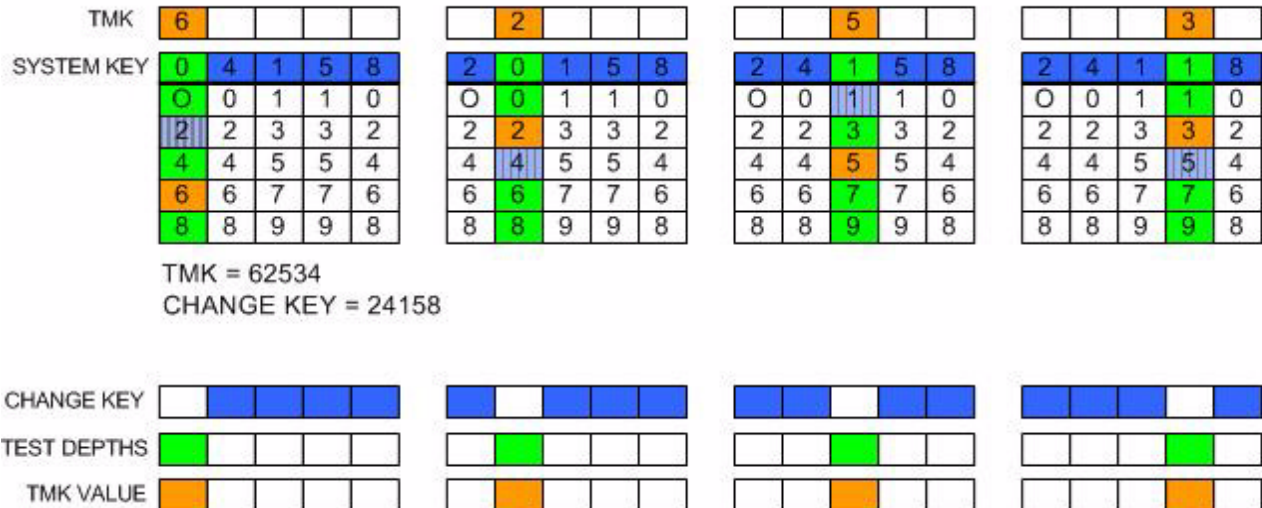 TMK 6 2 5 3
SYSTEM KEY 0 4 1 5 8 2 0 1 5 8 2 4 1 5 8 2 4 1 1 8
O 0 1 1 0 O 0 1 1 0 O 0 1 1 0 O 0 1 1 0
2 2 3 3 2 2 2 3 3 2 2 2 3 3 2 2 2 3 3 2
4 4 5 5 4 4 4 5 5 4 4 4 5 5 4 4 4 5 5 4
6 6 7 7 6 6 6 7 7 6 6 6 7 7 6 6 6 7 7 6
8 8 9 9 8 8 8 9 9 8 8 8 9 9 8 8 8 9 9 8
TMK = 62534
CHANGE KEY = 24158
CHANGE KEY
TEST DEPTHS
TMK VALUE